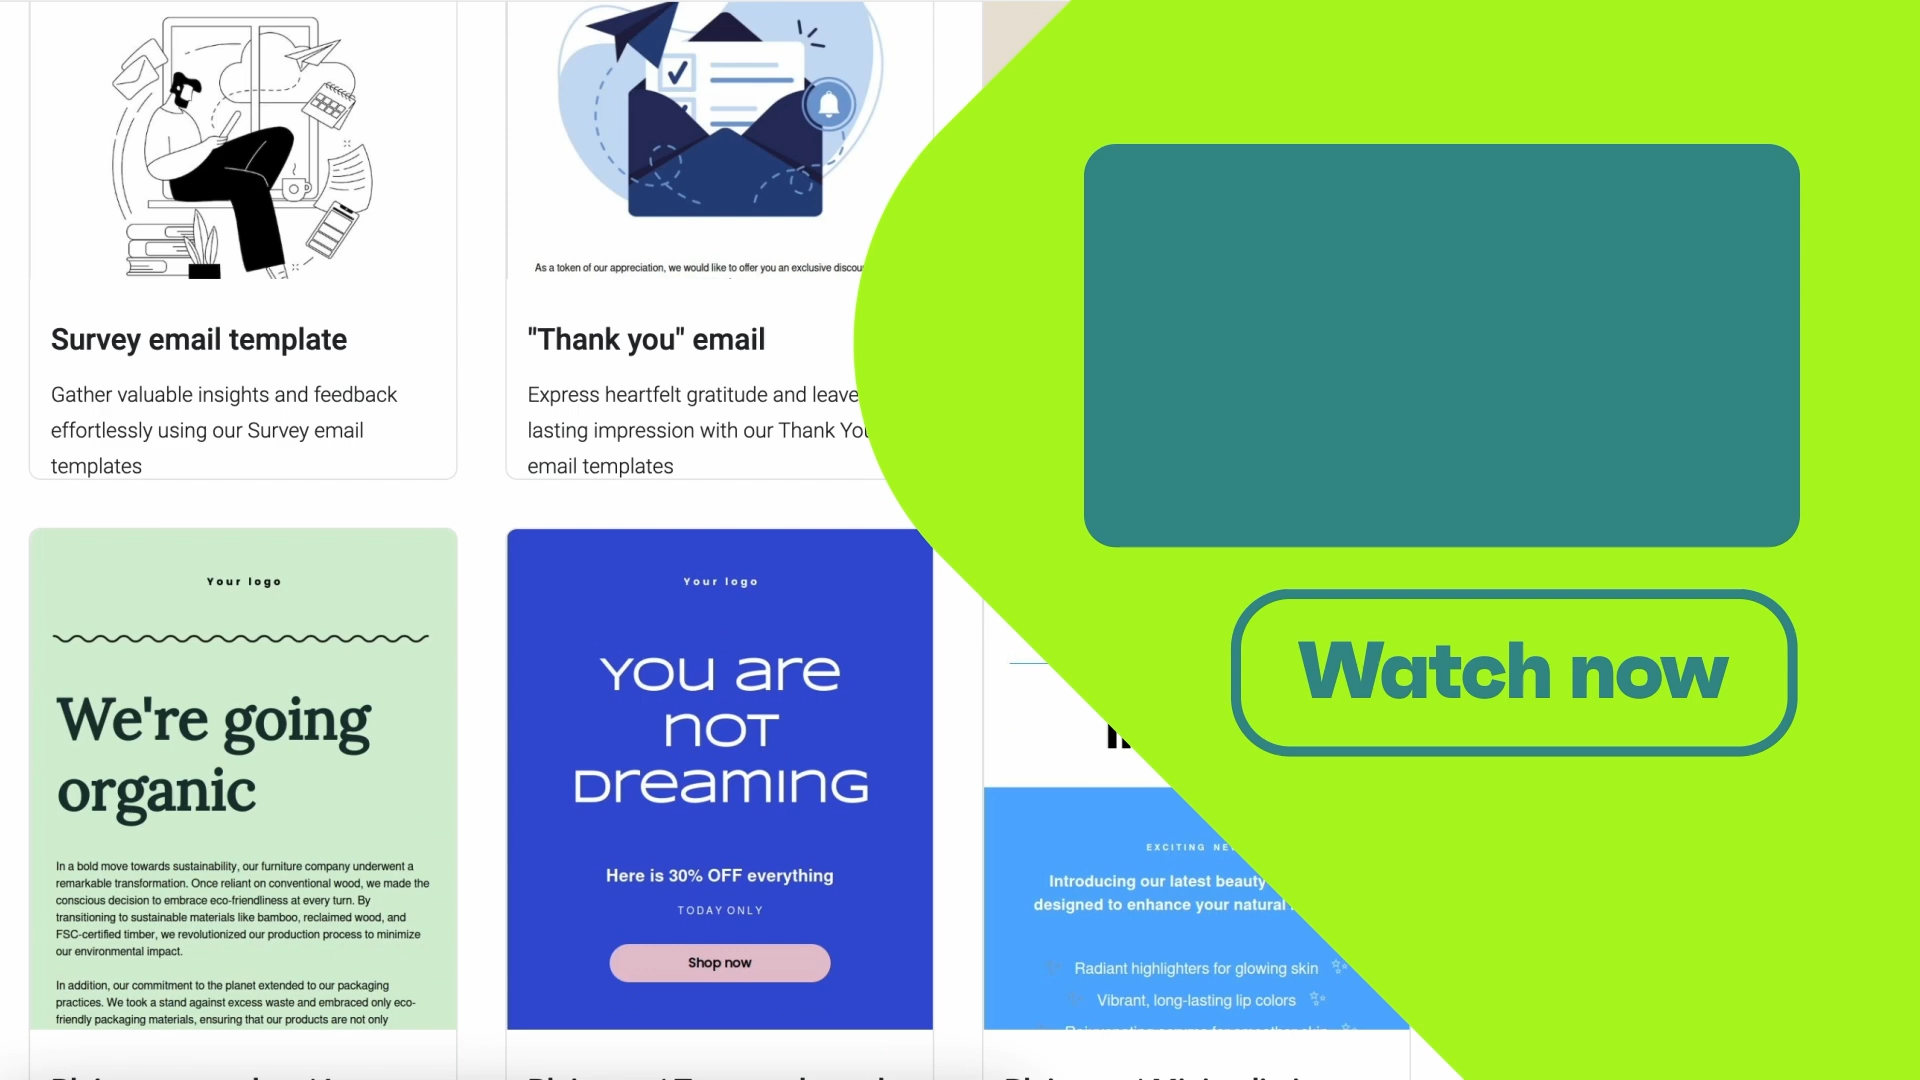 As a token of our appreciation, we would like to offer you an exclusive
Survey email template
Gather valuable insights and feedback
effortlessly using our Survey email
templates
"Thank you" email
Express heartfelt gratitude and leave
lasting impression with our Thank
email templates
Your logo
We're going
organic
In a bold move towards sustainability, our furniture company underwent a
remarkable transformation. Once reliant on conventional wood, we made the
conscious decision to embrace eco-friendliness at every turn. By
transitioning to sustainable materials like bamboo, reclaimed wood, and
FSC-certified timber, we revolutionized our production process to minimize
our environmental impact.
In addition, our commitment to the planet extended to our packaging
practices. We took a stand against excess waste and embraced only eco-
friendly packaging materials, ensuring that our products are not only
Your logo
YOU are
NOT
Dreaming
Here is 30% OFF everything
TODAY ONLY
Shop now
EXCITING
Introducing our latest beauty
designed to enhance your natural
Radiant highlighters for glowing skin
Vibrant, long-lasting lip colors
Watch now